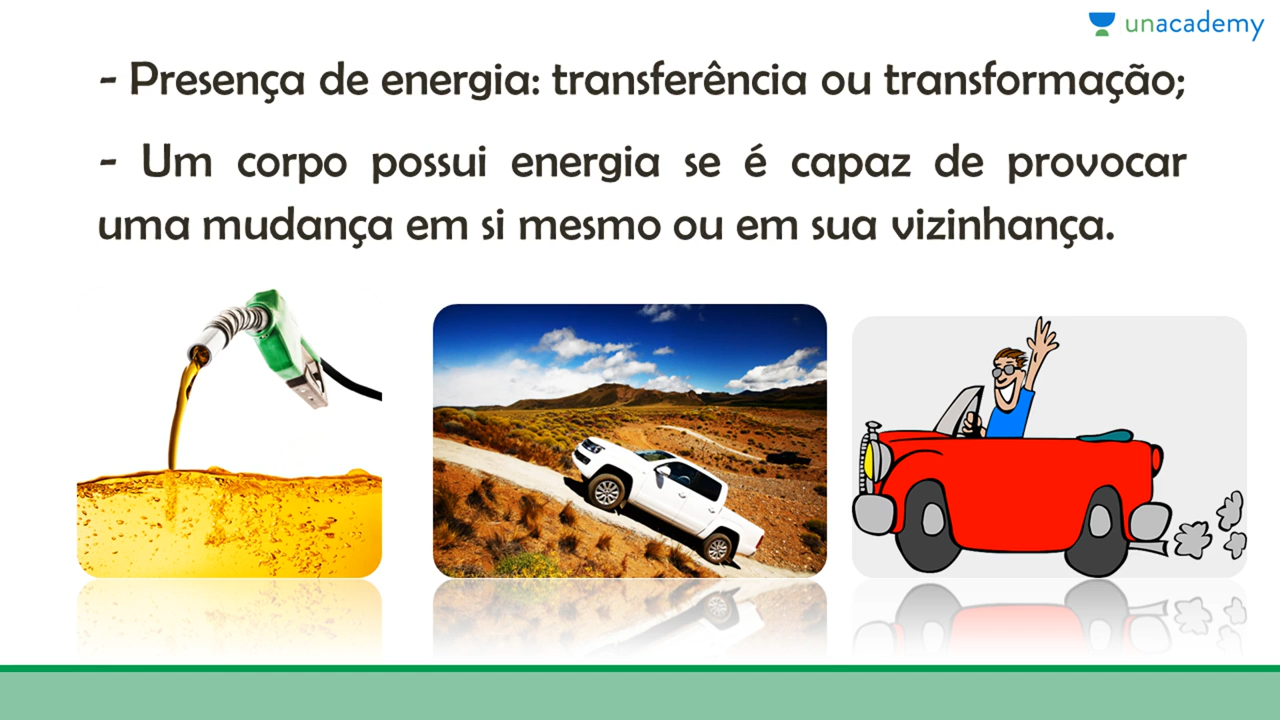 unacademy
- Presença de energia: transferência ou transformação;
- Um corpo possui energia se é capaz de provocar
uma mudança em si mesmo ou em sua vizinhança.